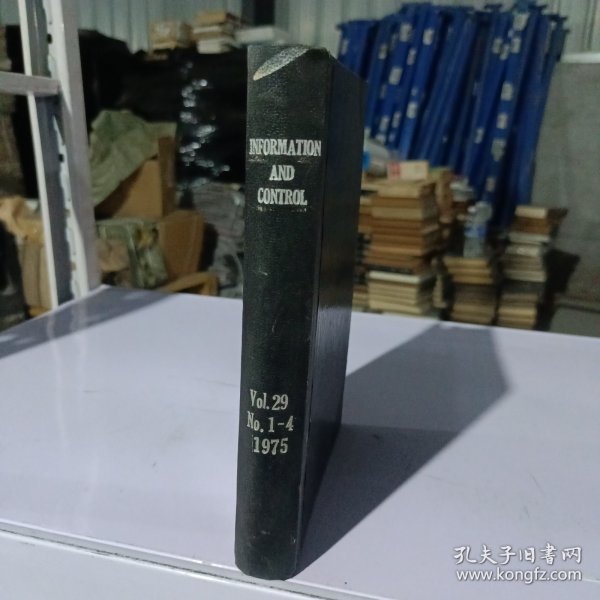 INFORMATION
AND
CONTROL
Vol.29
No.1-4
1975
孔夫子旧书网
www.kongfz.com